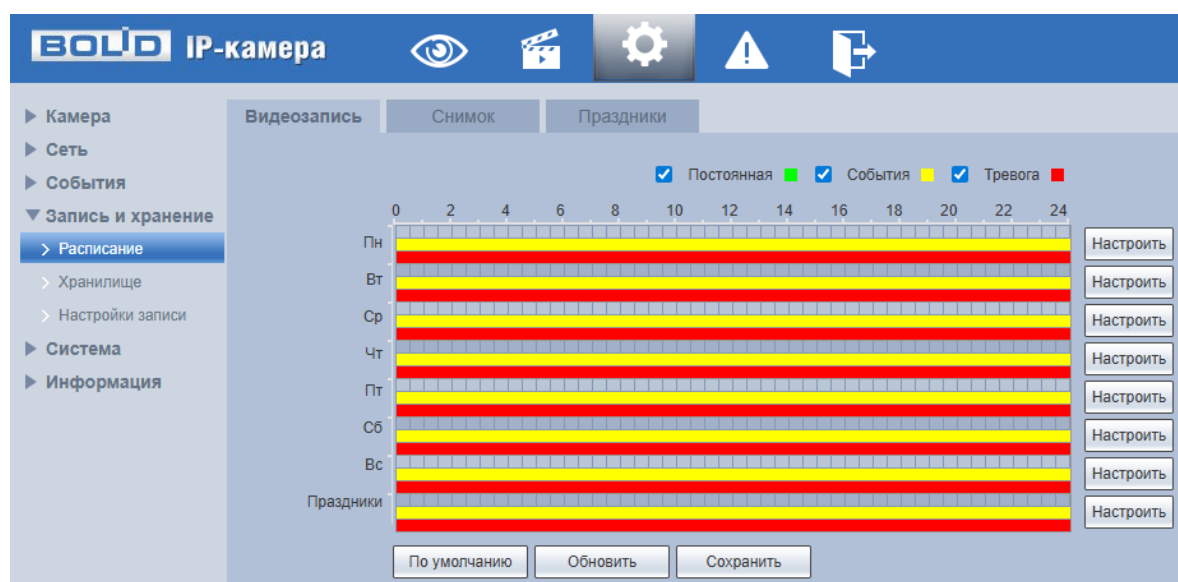 BOLID IP-камера
Камера
Сеть
События
Запись и хранение
Расписание
Хранилище
Настройки записи
Система
Информация
Видеозапись Снимок Праздники
Постоянная События Тревога
0 2 4 6 8 10 12 14 16 18 20 22 24
Пн Настроить
Вт Настроить
Ср Настроить
Чт Настроить
Пт Настроить
Сб Настроить
Вс Настроить
Праздники Настроить
По умолчанию Обновить Сохранить